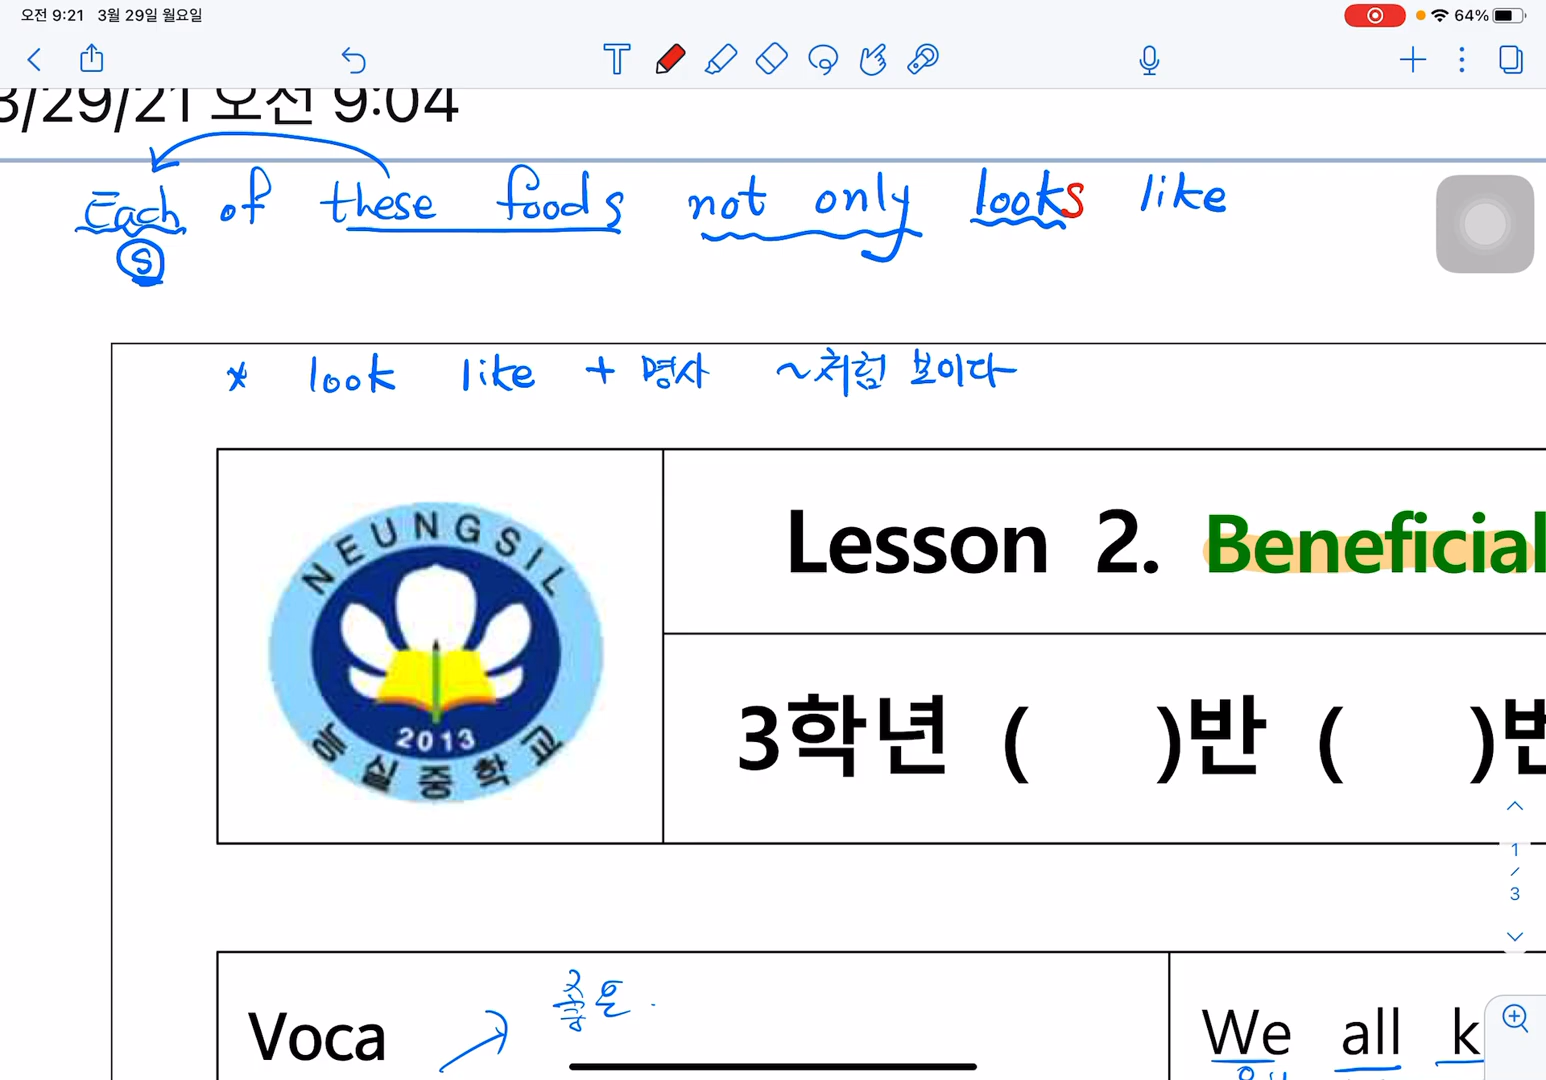 오전 9:21 3월 29일 월요일 64%
3/29/21 오전 9:04
Each of these foods not only looks like
S
* look like + 명사 ~처럼 보이다
NEUNGSIL
2013
능실중학교
Lesson 2. Beneficial
3학년 ( )반 ( )번
1
/
3
좋은
Voca
We all k